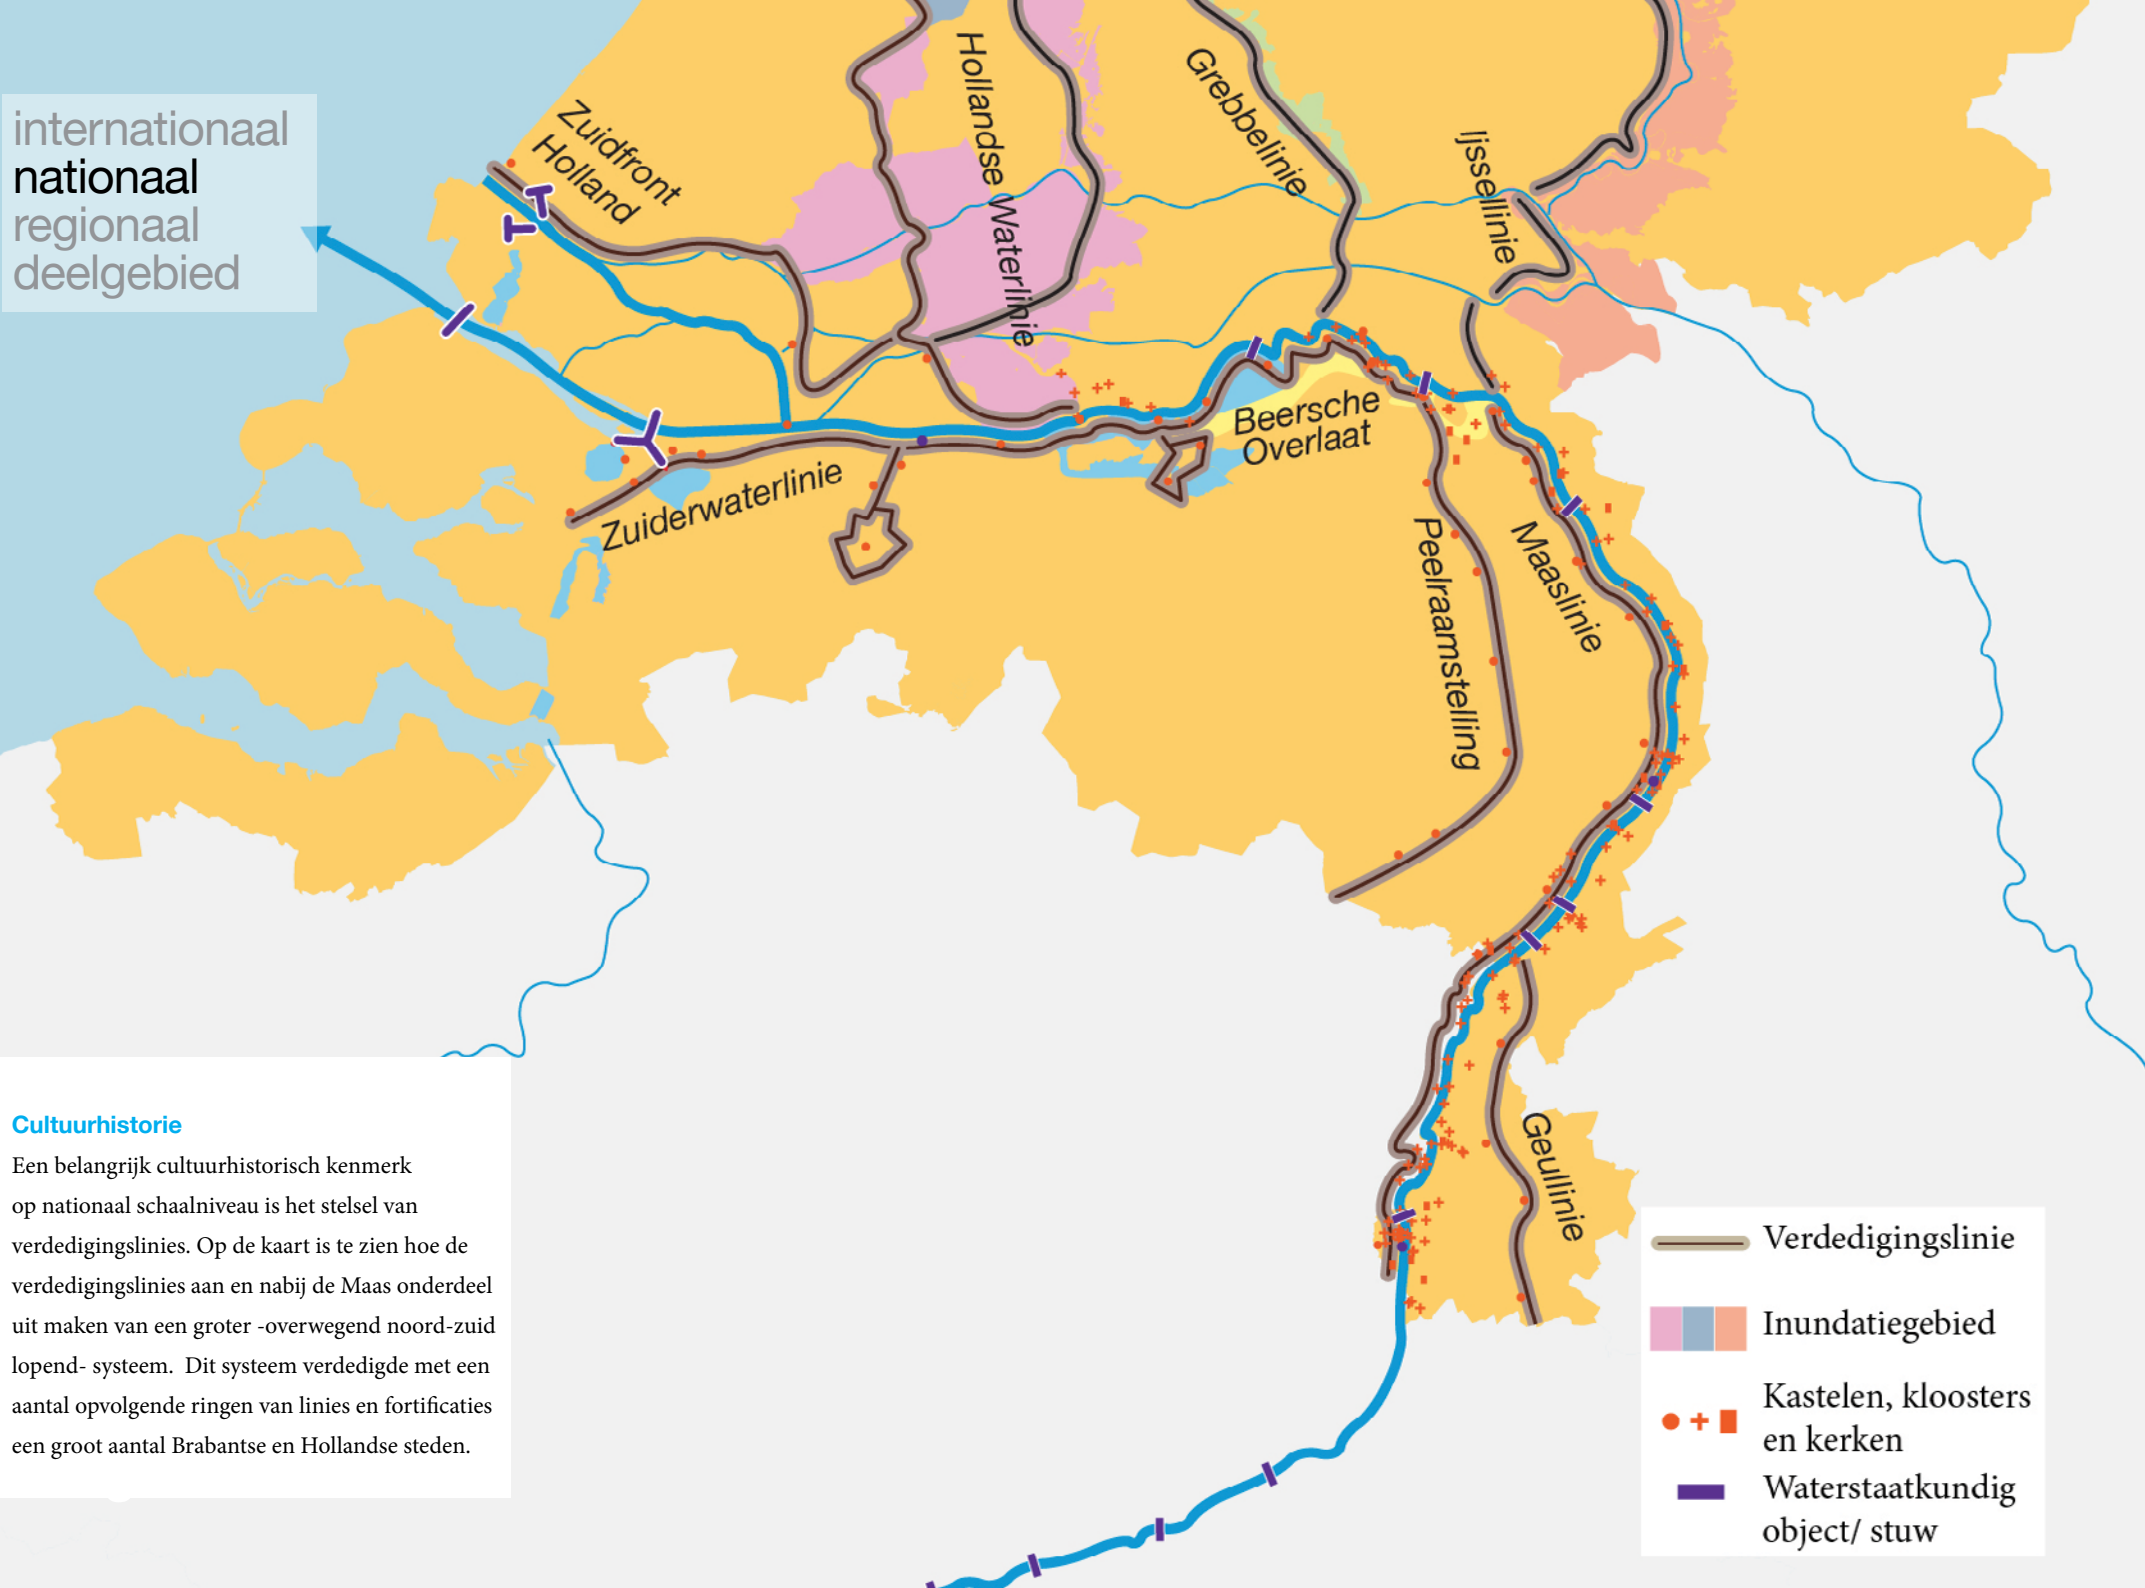 internationaal
nationaal
regionaal
deelgebied
Zuidfront
Holland
Hollandse Waterlinie
Grebbelinie
Ijssellinie
Beersche
Overlaat
Zuiderwaterlinie
Peelraamstelling
Maaslinie
Geullinie
Cultuurhistorie
Een belangrijk cultuurhistorisch kenmerk
op nationaal schaalniveau is het stelsel van
verdedigingslinies. Op de kaart is te zien hoe de
verdedigingslinies aan en nabij de Maas onderdeel
uit maken van een groter -overwegend noord-zuid
lopend- systeem.  Dit systeem verdedigde met een
aantal opvolgende ringen van linies en fortificaties
een groot aantal Brabantse en Hollandse steden.
Verdedigingslinie
Inundatiegebied
Kastelen, kloosters
en kerken
Waterstaatkundig
object/ stuw